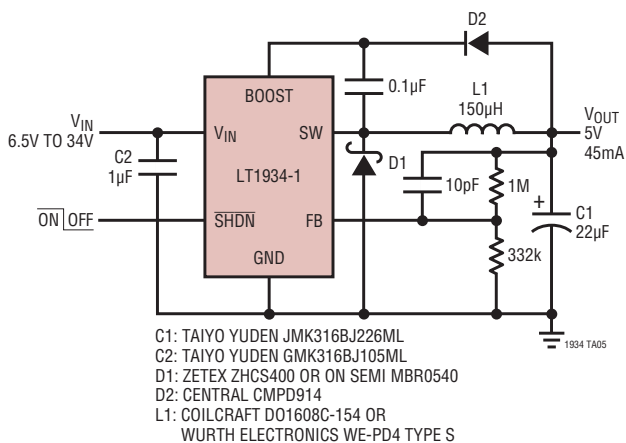 D2
BOOST
0.1µF
L1
150µH
VIN
6.5V TO 34V
VIN
SW
VOUT
5V
45mA
C2
1µF
LT1934-1
D1
10pF
1M
+
C1
22µF
ON OFF
SHDN
FB
332k
GND
1934 TA05
C1: TAIYO YUDEN JMK316BJ226ML
C2: TAIYO YUDEN GMK316BJ105ML
D1: ZETEX ZHCS400 OR ON SEMI MBR0540
D2: CENTRAL CMPD914
L1: COILCRAFT DO1608C-154 OR
WURTH ELECTRONICS WE-PD4 TYPE S